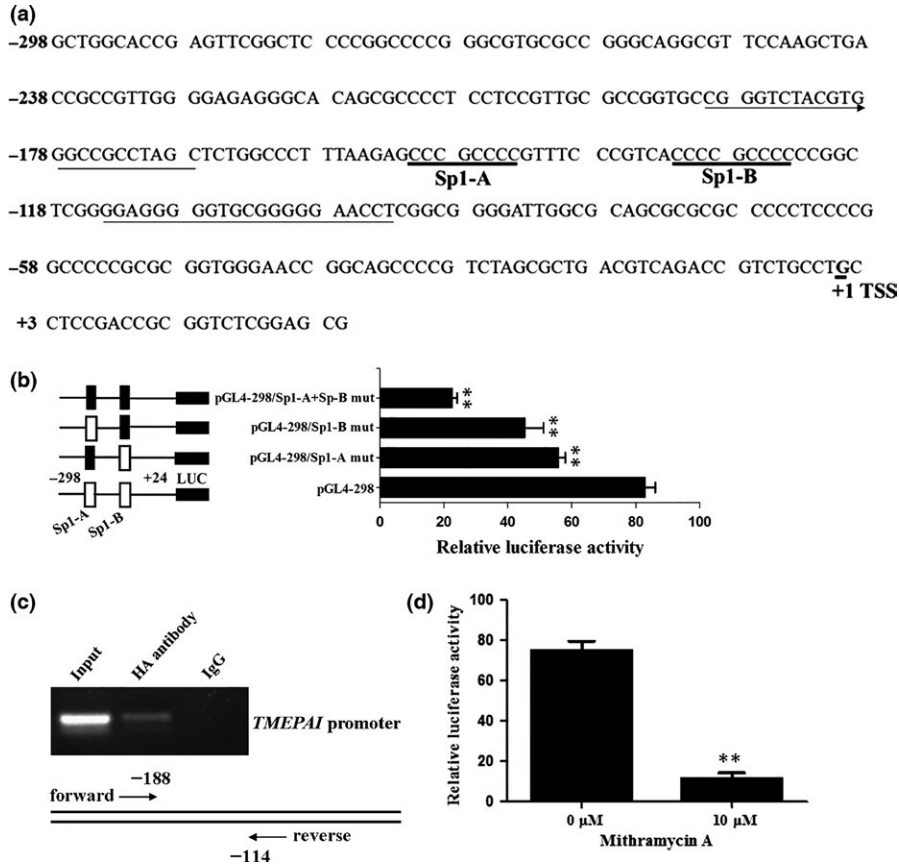 (a)
−298 GCTGGCACCG AGTTCGGCTC CCCGGCCCCG GGCGTGCGCC GGGCAGGCGT TCCAAGCTGA
−238 CCGCCGTTGG GGAGAGGGCA CAGCGCCCCT CCTCCGTTGC GCCGGTGCCG GGTCTACGTG
−178 GGCCGCCTAGC CTCTGGCCCT TTAAGAGCCC GCCCCGTTTC CCGTCACCCC GCCCCCCGGC
Sp1-A Sp1-B
−118 TCGGGGAGGG GGTGCGGGGG AACCTCGGCG GGGATTGGCG CAGCGCGCGC CCCCTCCCCG
−58 GCCCCCGCGC GGTGGGAACC GGCAGCCCCG TCTAGCGCTG ACGTCAGACC GTCTGCCTGC
+1 TSS
+3 CTCCGACCGC GGTCTCGGAG CG
(b)
pGL4-298/Sp1-A+Sp-B mut **
pGL4-298/Sp1-B mut **
pGL4-298/Sp1-A mut **
−298 +24 LUC
pGL4-298
Sp1-A Sp1-B
0 20 40 60 80 100
Relative luciferase activity
(c)
Input HA antibody IgG
TMEPAI promoter
−188
forward
reverse
−114
(d)
Relative luciferase activity
100
80
60
40
20
0
**
0 µM 10 µM
Mithramycin A